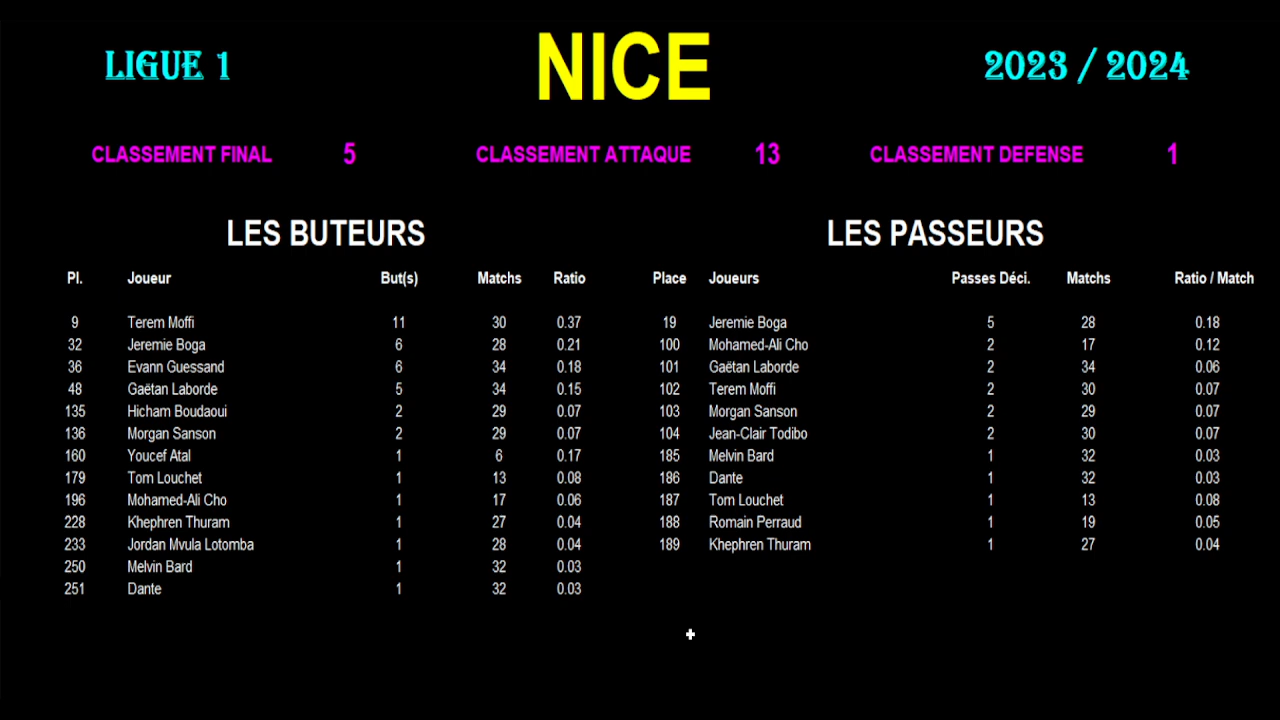 LIGUE 1 NICE 2023 / 2024
CLASSEMENT FINAL 5 CLASSEMENT ATTAQUE 13 CLASSEMENT DEFENSE 1
LES BUTEURS LES PASSEURS
Pl. Joueur But(s) Matchs Ratio Place Joueurs Passes Déci. Matchs Ratio / Match
9 Terem Moffi 11 30 0.37 19 Jeremie Boga 5 28 0.18
32 Jeremie Boga 6 28 0.21 100 Mohamed-Ali Cho 2 17 0.12
36 Evann Guessand 6 34 0.18 101 Gaëtan Laborde 2 34 0.06
48 Gaëtan Laborde 5 34 0.15 102 Terem Moffi 2 30 0.07
135 Hicham Boudaoui 2 29 0.07 103 Morgan Sanson 2 29 0.07
136 Morgan Sanson 2 29 0.07 104 Jean-Clair Todibo 2 30 0.07
160 Youcef Atal 1 6 0.17 185 Melvin Bard 1 32 0.03
179 Tom Louchet 1 13 0.08 186 Dante 1 32 0.03
196 Mohamed-Ali Cho 1 17 0.06 187 Tom Louchet 1 13 0.08
228 Khephren Thuram 1 27 0.04 188 Romain Perraud 1 19 0.05
233 Jordan Mvula Lotomba 1 28 0.04 189 Khephren Thuram 1 27 0.04
250 Melvin Bard 1 32 0.03
251 Dante 1 32 0.03